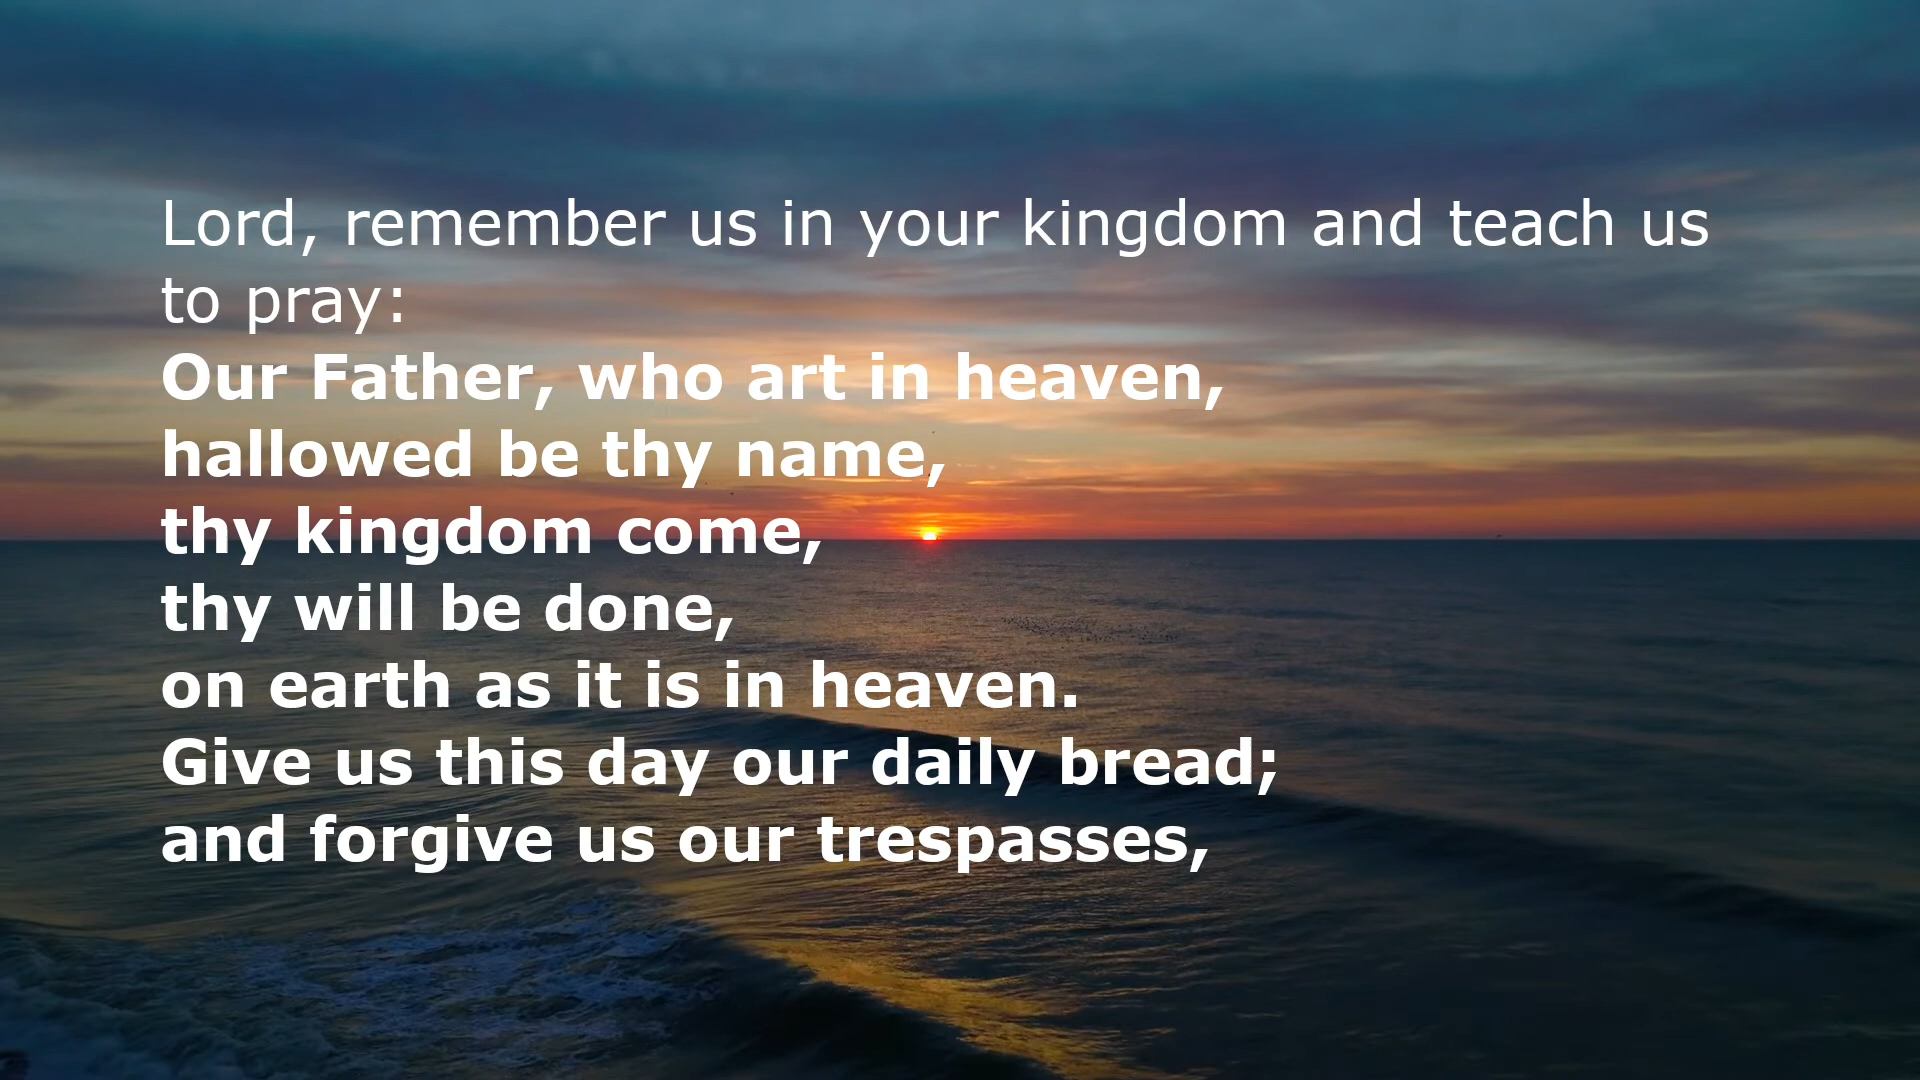 Lord, remember us in your kingdom and teach us
to pray:
Our Father, who art in heaven,
hallowed be thy name,
thy kingdom come,
thy will be done,
on earth as it is in heaven.
Give us this day our daily bread;
and forgive us our trespasses,